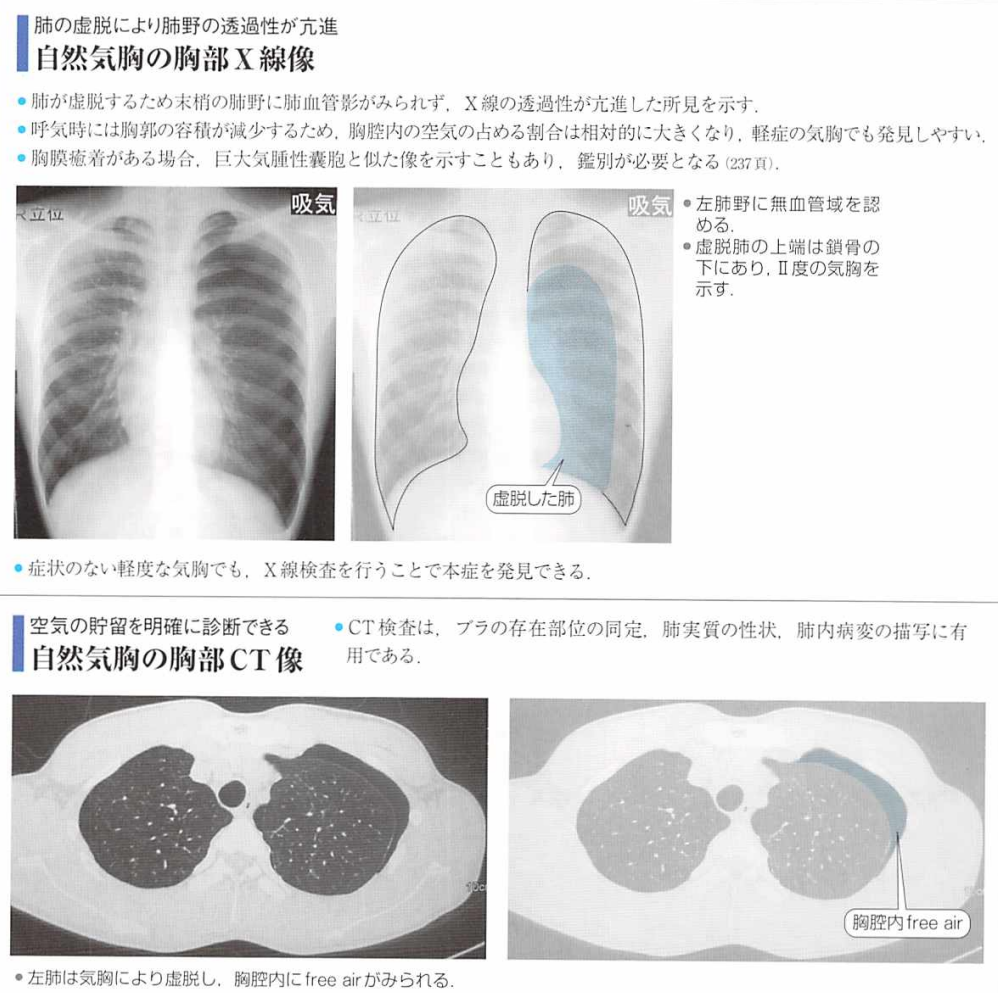 肺の虚脱により肺野の透過性が亢進
自然気胸の胸部X線像
●肺が虚脱するため末梢の肺野に肺血管影がみられず，X線の透過性が亢進した所見を示す．
●呼気時には胸郭の容積が減少するため，胸腔内の空気の占める割合は相対的に大きくなり，軽症の気胸でも発見しやすい．
●胸膜癒着がある場合，巨大気腫性嚢胞と似た像を示すこともあり，鑑別が必要となる（237頁）．
吸気
R立位
吸気
R立位
●左肺野に無血管域を認
める．
●虚脱肺の上端は鎖骨の
下にあり，Ⅱ度の気胸を
示す．
虚脱した肺
●症状のない軽度な気胸でも，X線検査を行うことで本症を発見できる．
空気の貯留を明確に診断できる
自然気胸の胸部CT像
●CT検査は，ブラの存在部位の同定，肺実質の性状，肺内病変の描写に有
用である．
10c
胸腔内free air
●左肺は気胸により虚脱し，胸腔内にfree airがみられる．